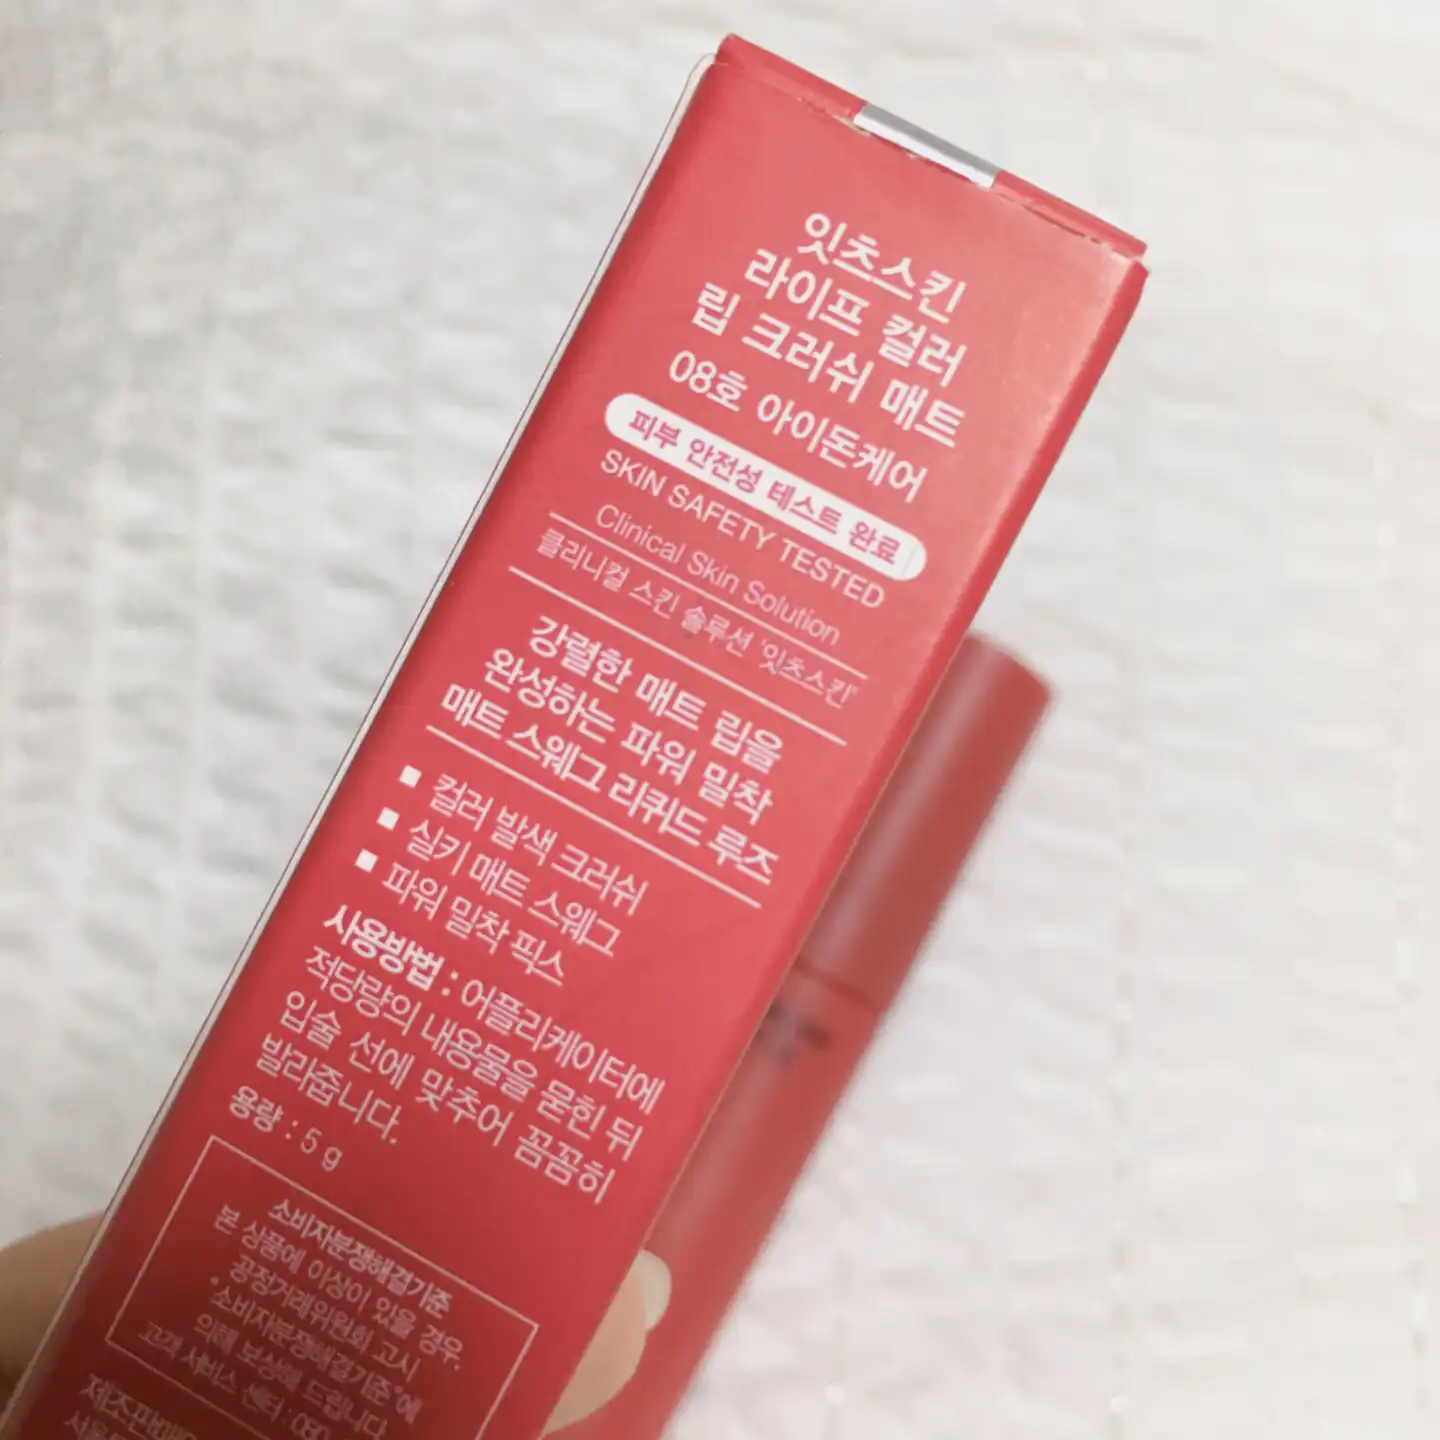 잇츠스킨
라이프 컬러
립 크러쉬 매트
08호 아이돈케어
피부 안전성 테스트 완료
SKIN SAFETY TESTED
Clinical Skin Solution
클리니컬 스킨 솔루션 '잇츠스킨'
강렬한 매트 립을
완성하는 파워 밀착
매트 스웨그 리퀴드 루즈
■ 컬러 발색 크러쉬
■ 실키 매트 스웨그
■ 파워 밀착 픽스
사용방법 : 어플리케이터에
적당량의 내용물을 묻힌 뒤
입술 선에 맞추어 꼼꼼히
발라줍니다.
용량 : 5 g
소비자분쟁해결기준
본 상품에 이상이 있을 경우,
공정거래위원회 고시
"소비자분쟁해결기준"에
의해 보상해 드립니다.
고객 서비스 센터 : 080
제조판매
서울